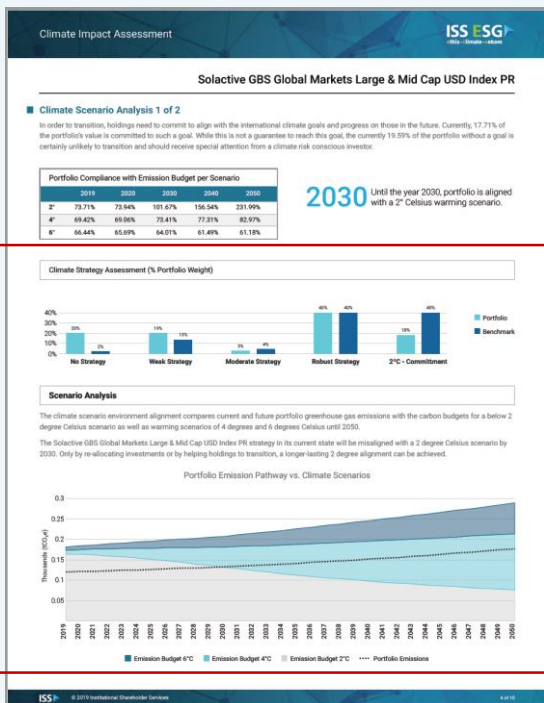 Climate Impact Assessment
ISS ESG
Solactive GBS Global Markets Large & Mid Cap USD Index PR
Climate Scenario Analysis 1 of 2
In order to transition, holdings need to commit to align with the international climate goals and progress on those in the future. Currently, 17.71% of
the portfolio's value is committed to such a goal. While this is not a guarantee to reach this goal, the currently 19.59% of the portfolio without a goal is
certainly unlikely to transition and should receive special attention from a climate risk conscious investor.
Portfolio Compliance with Emission Budget per Scenario
2019 2020 2030 2040 2050
2° 73.71% 73.94% 101.67% 156.54% 231.99%
4° 69.42% 69.06% 73.41% 77.31% 82.97%
6° 66.44% 65.69% 64.01% 61.49% 61.18%
2030 Until the year 2030, portfolio is aligned
with a 2° Celsius warming scenario.
Climate Strategy Assessment (% Portfolio Weight)
40%
30%
20%
10%
0%
20% 2% 19% 13% 3% 4% 40% 40% 18%
No Strategy Weak Strategy Moderate Strategy Robust Strategy 2°C - Commitment
Portfolio
Benchmark
Scenario Analysis
The climate scenario environment alignment compares current and future portfolio greenhouse gas emissions with the carbon budgets for a below 2
degree Celsius scenario as well as warming scenarios of 4 degrees and 6 degrees Celsius until 2050.
The Solactive GBS Global Markets Large & Mid Cap USD Index PR strategy in its current state will be misaligned with a 2 degree Celsius scenario by
2030. Only by re-allocating investments or by helping holdings to transition, a longer-lasting 2 degree alignment can be achieved.
Portfolio Emission Pathway vs. Climate Scenarios
Thousands (tCO₂e)
0.3
0.25
0.2
0.15
0.1
0.05
2019 2020 2021 2022 2023 2024 2025 2026 2027 2028 2029 2030 2031 2032 2033 2034 2035 2036 2037 2038 2039 2040 2041 2042 2043 2044 2045 2046 2047 2048 2049 2050
Emission Budget 6°C Emission Budget 4°C Emission Budget 2°C Portfolio Emissions
ISS © 2019 Institutional Shareholder Services